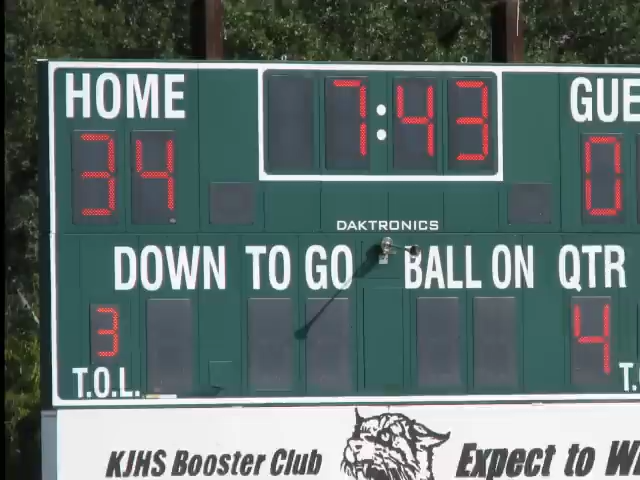 HOME 7:43 GUE
34 0
DAKTRONICS
DOWN TO GO BALL ON QTR
3 4
T.O.L. T.
KJHS Booster Club Expect to Wi